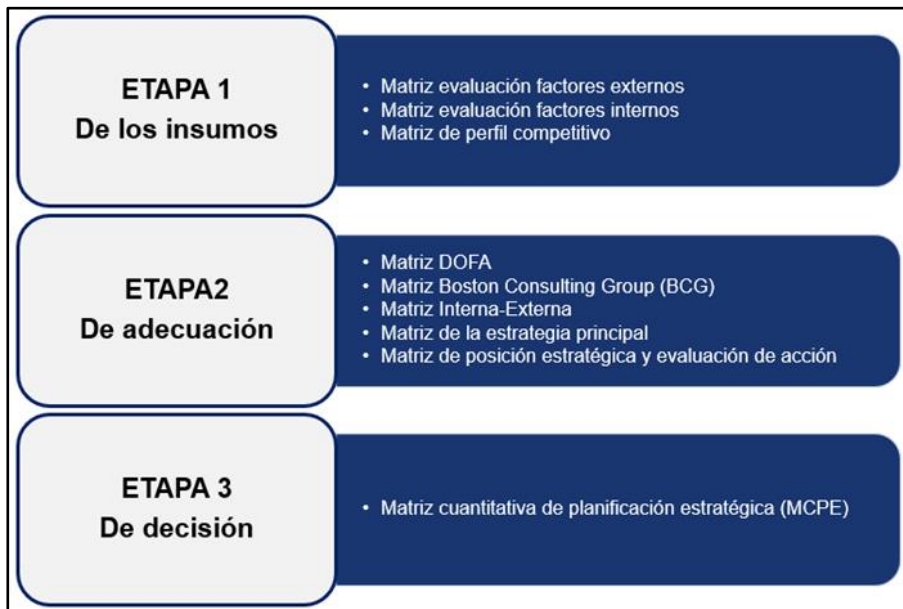 ETAPA 1
De los insumos
• Matriz evaluación factores externos
• Matriz evaluación factores internos
• Matriz de perfil competitivo
ETAPA2
De adecuación
• Matriz DOFA
• Matriz Boston Consulting Group (BCG)
• Matriz Interna-Externa
• Matriz de la estrategia principal
• Matriz de posición estratégica y evaluación de acción
ETAPA 3
De decisión
• Matriz cuantitativa de planificación estratégica (MCPE)